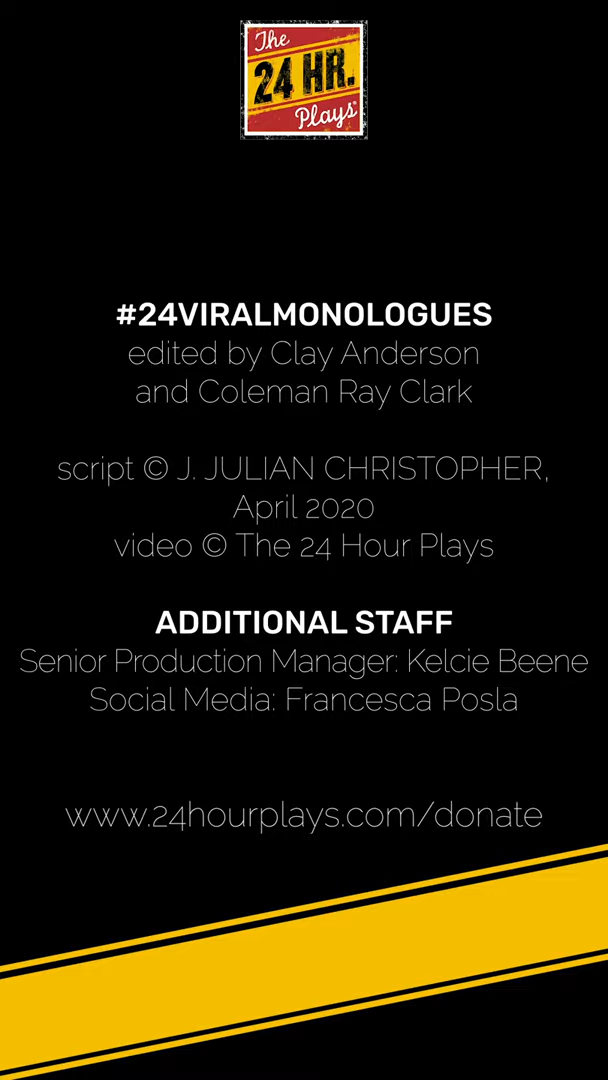 The
24 HR.
Plays
#24VIRALMONOLOGUES
edited by Clay Anderson
and Coleman Ray Clark
script © J. JULIAN CHRISTOPHER,
April 2020
video © The 24 Hour Plays
ADDITIONAL STAFF
Senior Production Manager: Kelcie Beene
Social Media: Francesca Posla
www.24hourplays.com/donate